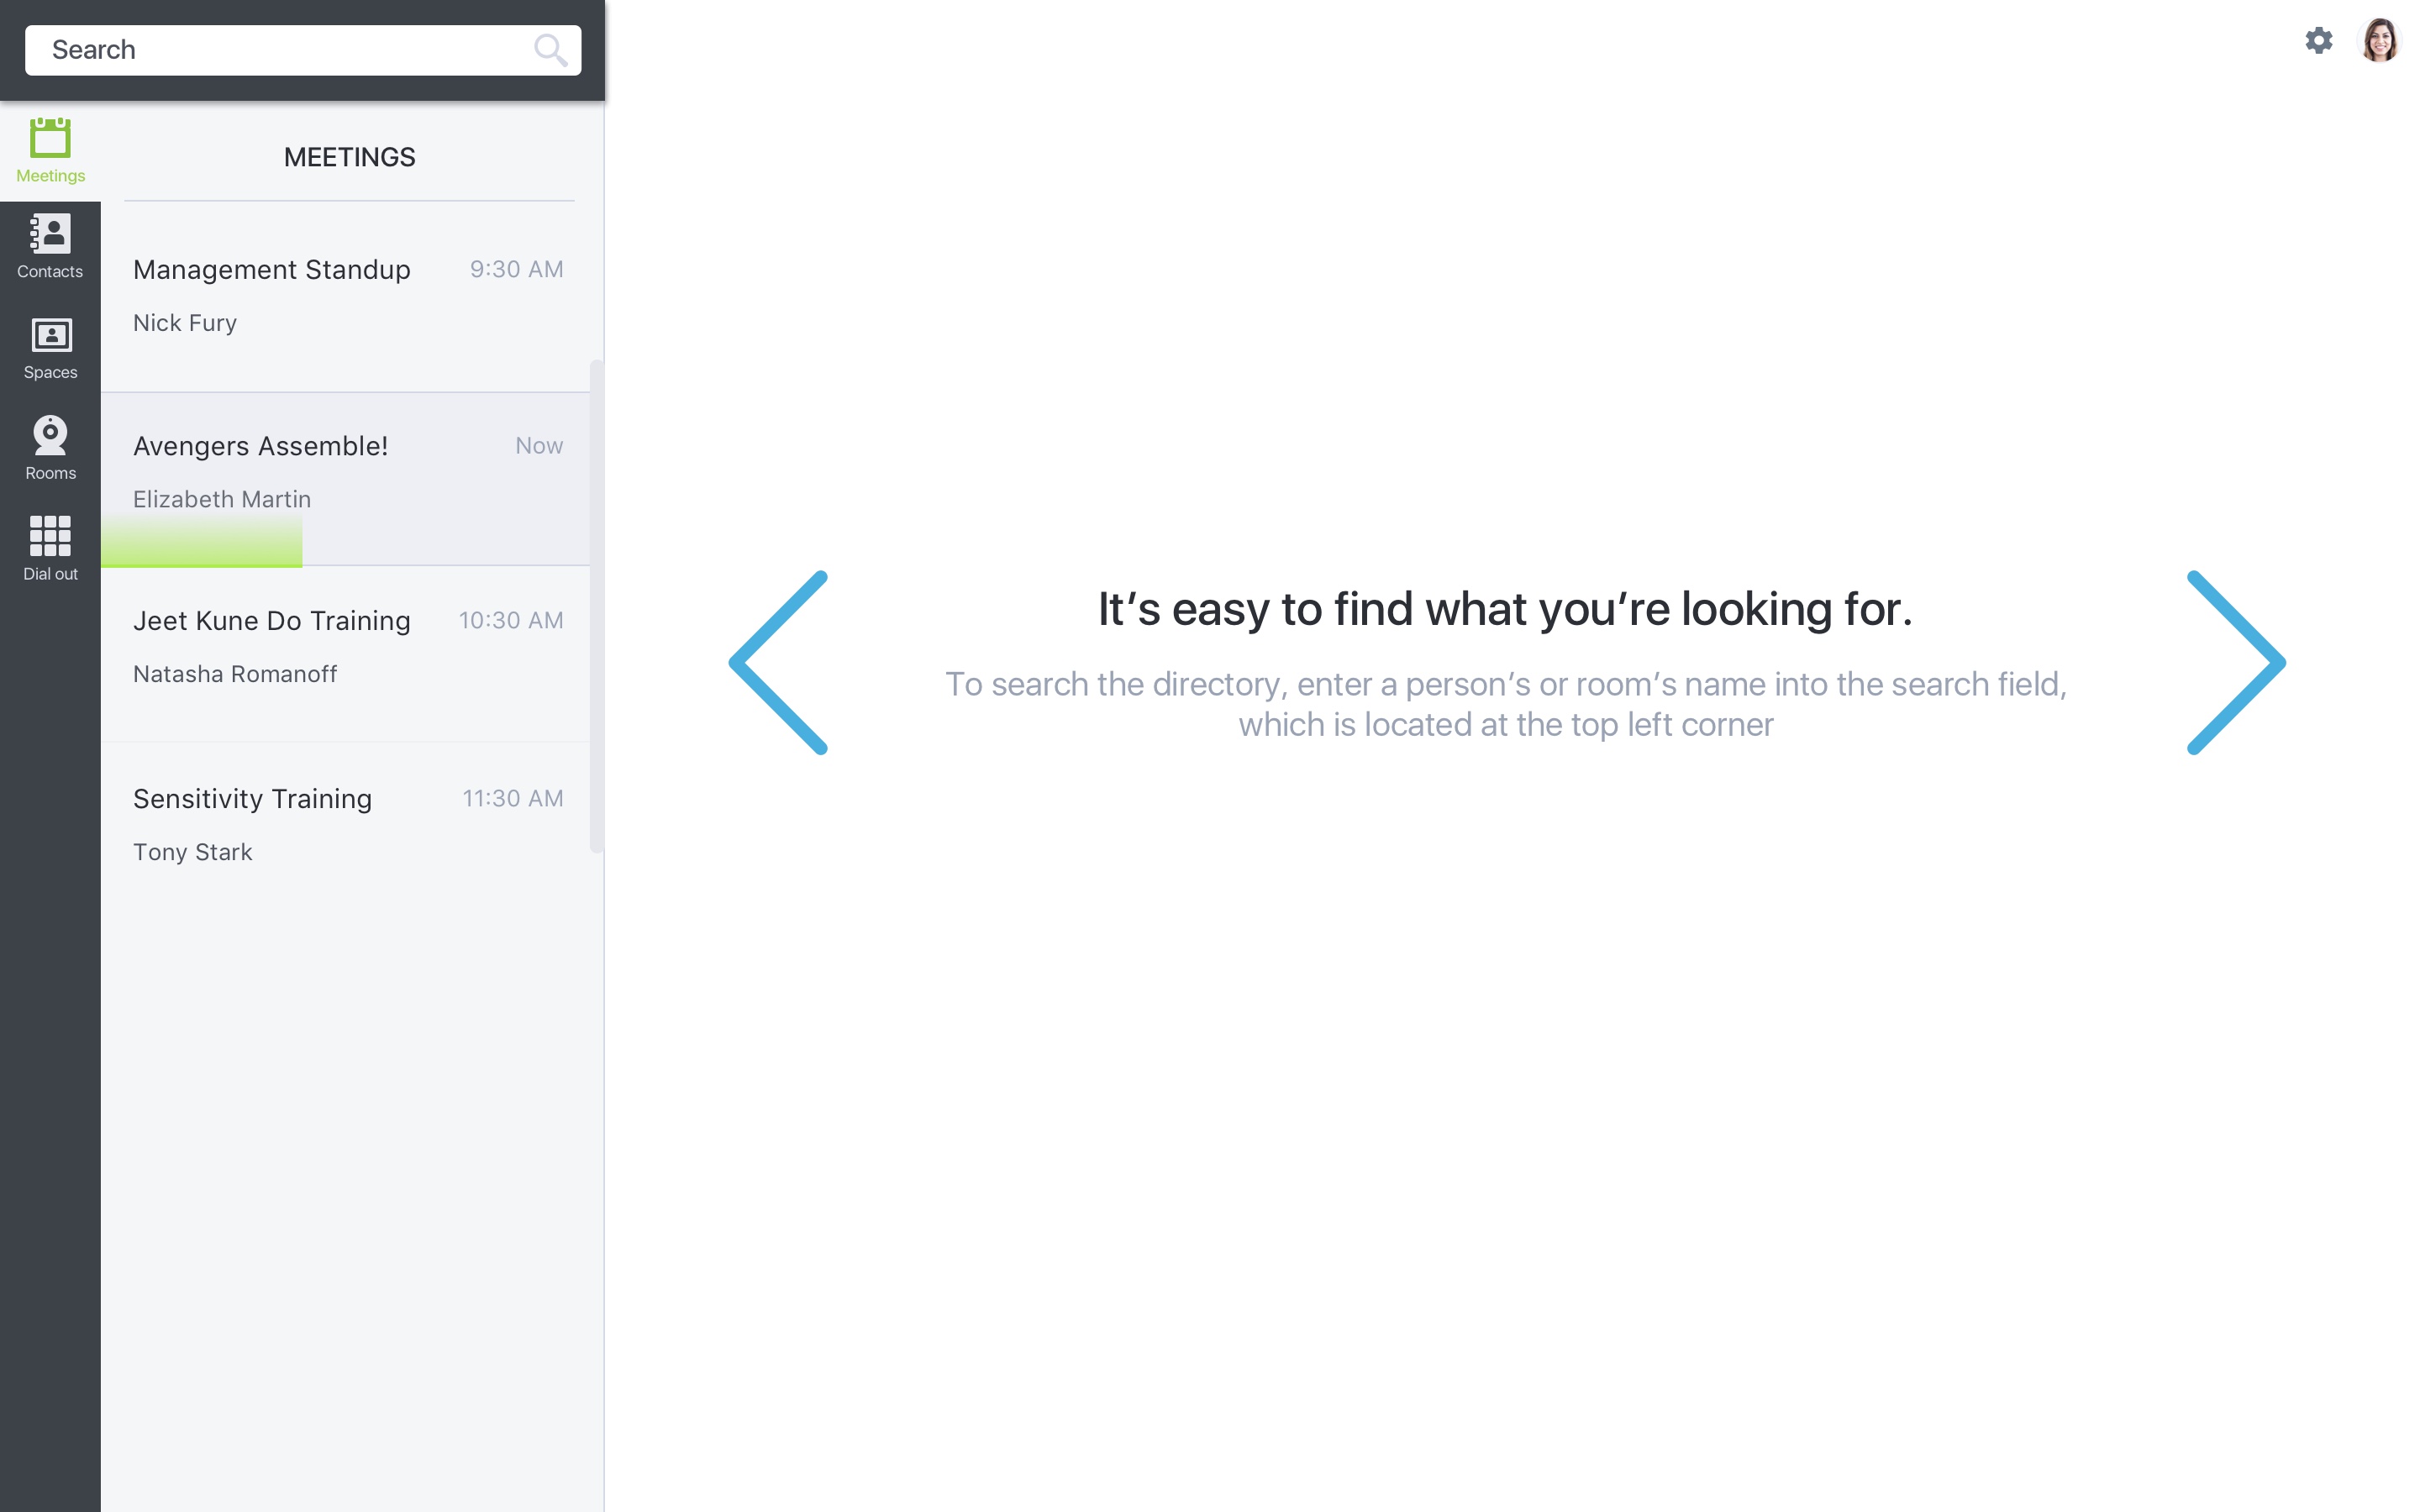 Search
Meetings
Contacts
Spaces
Rooms
Dial out
MEETINGS
Management Standup 9:30 AM
Nick Fury
Avengers Assemble! Now
Elizabeth Martin
Jeet Kune Do Training 10:30 AM
Natasha Romanoff
Sensitivity Training 11:30 AM
Tony Stark
It’s easy to find what you’re looking for.
To search the directory, enter a person’s or room’s name into the search field,
which is located at the top left corner